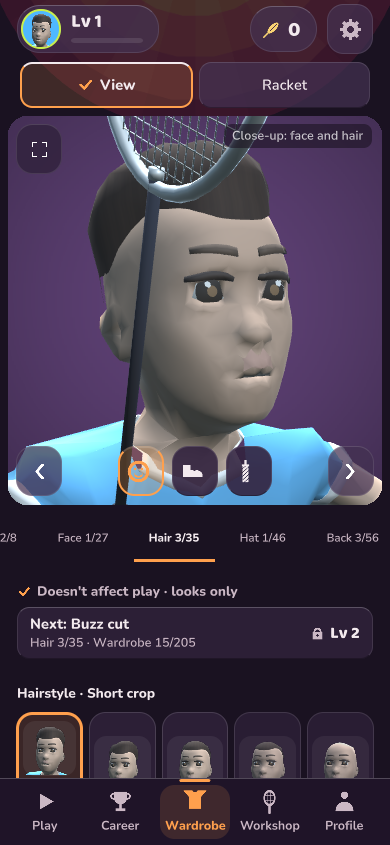 Lv 1
0
View
Racket
Close-up: face and hair
2/8
Face 1/27
Hair 3/35
Hat 1/46
Back 3/56
Doesn't affect play · looks only
Next: Buzz cut
Hair 3/35 · Wardrobe 15/205
Lv 2
Hairstyle · Short crop
Play
Career
Wardrobe
Workshop
Profile